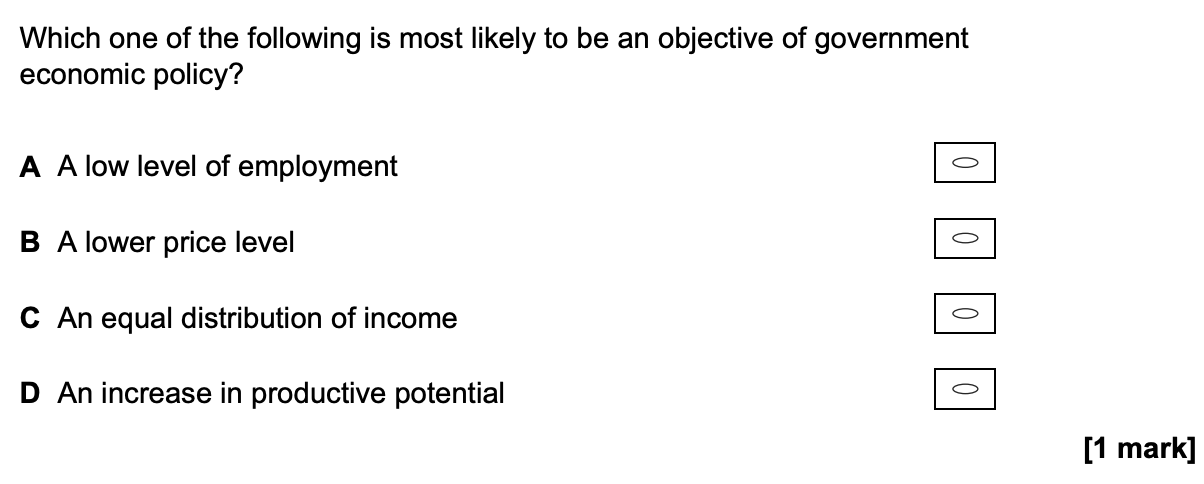 Which one of the following is most likely to be an objective of government
economic policy?
A A low level of employment
B A lower price level
C An equal distribution of income
D An increase in productive potential
[1 mark]